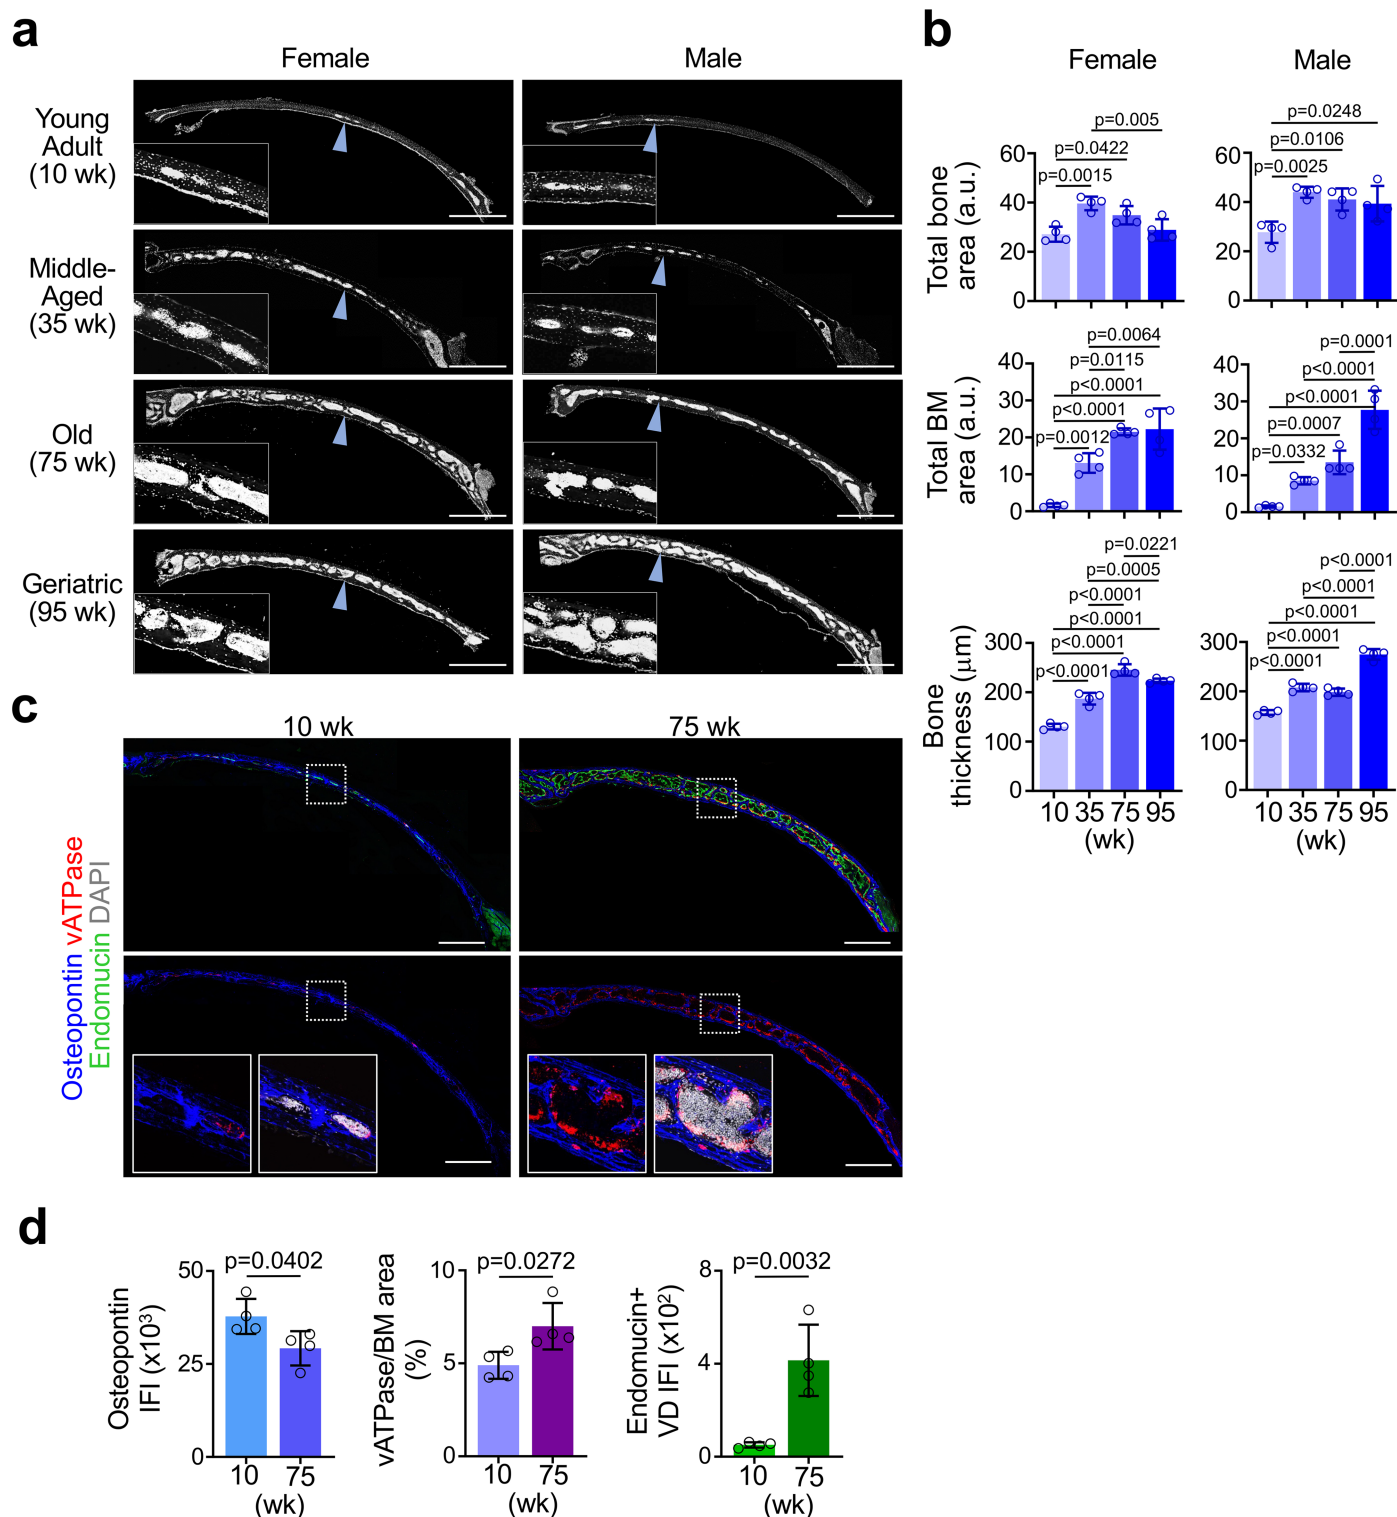 a
Female
Male
Young
Adult
(10 wk)
Middle-
Aged
(35 wk)
Old
(75 wk)
Geriatric
(95 wk)
b
Female
Male
p=0.005
p=0.0422
p=0.0015
Total bone
area (a.u.)
60
40
20
0
p=0.0248
p=0.0106
p=0.0025
60
40
20
0
p=0.0064
p=0.0115
p<0.0001
p<0.0001
p=0.0012
Total BM
area (a.u.)
40
30
20
10
0
p=0.0001
p<0.0001
p<0.0001
p=0.0007
p=0.0332
40
30
20
10
0
p=0.0221
p=0.0005
p<0.0001
p<0.0001
p<0.0001
p<0.0001
Bone
thickness (μm)
300
200
100
0
10 35 75 95
(wk)
p<0.0001
p<0.0001
p<0.0001
p<0.0001
p<0.0001
300
200
100
0
10 35 75 95
(wk)
c
10 wk
75 wk
Osteopontin vATPase
Endomucin DAPI
d
p=0.0402
Osteopontin
IFI (x10³)
50
25
0
10 75
(wk)
p=0.0272
vATPase/BM area
(%)
10
5
0
10 75
(wk)
p=0.0032
Endomucin+
VD IFI (x10²)
8
4
0
10 75
(wk)